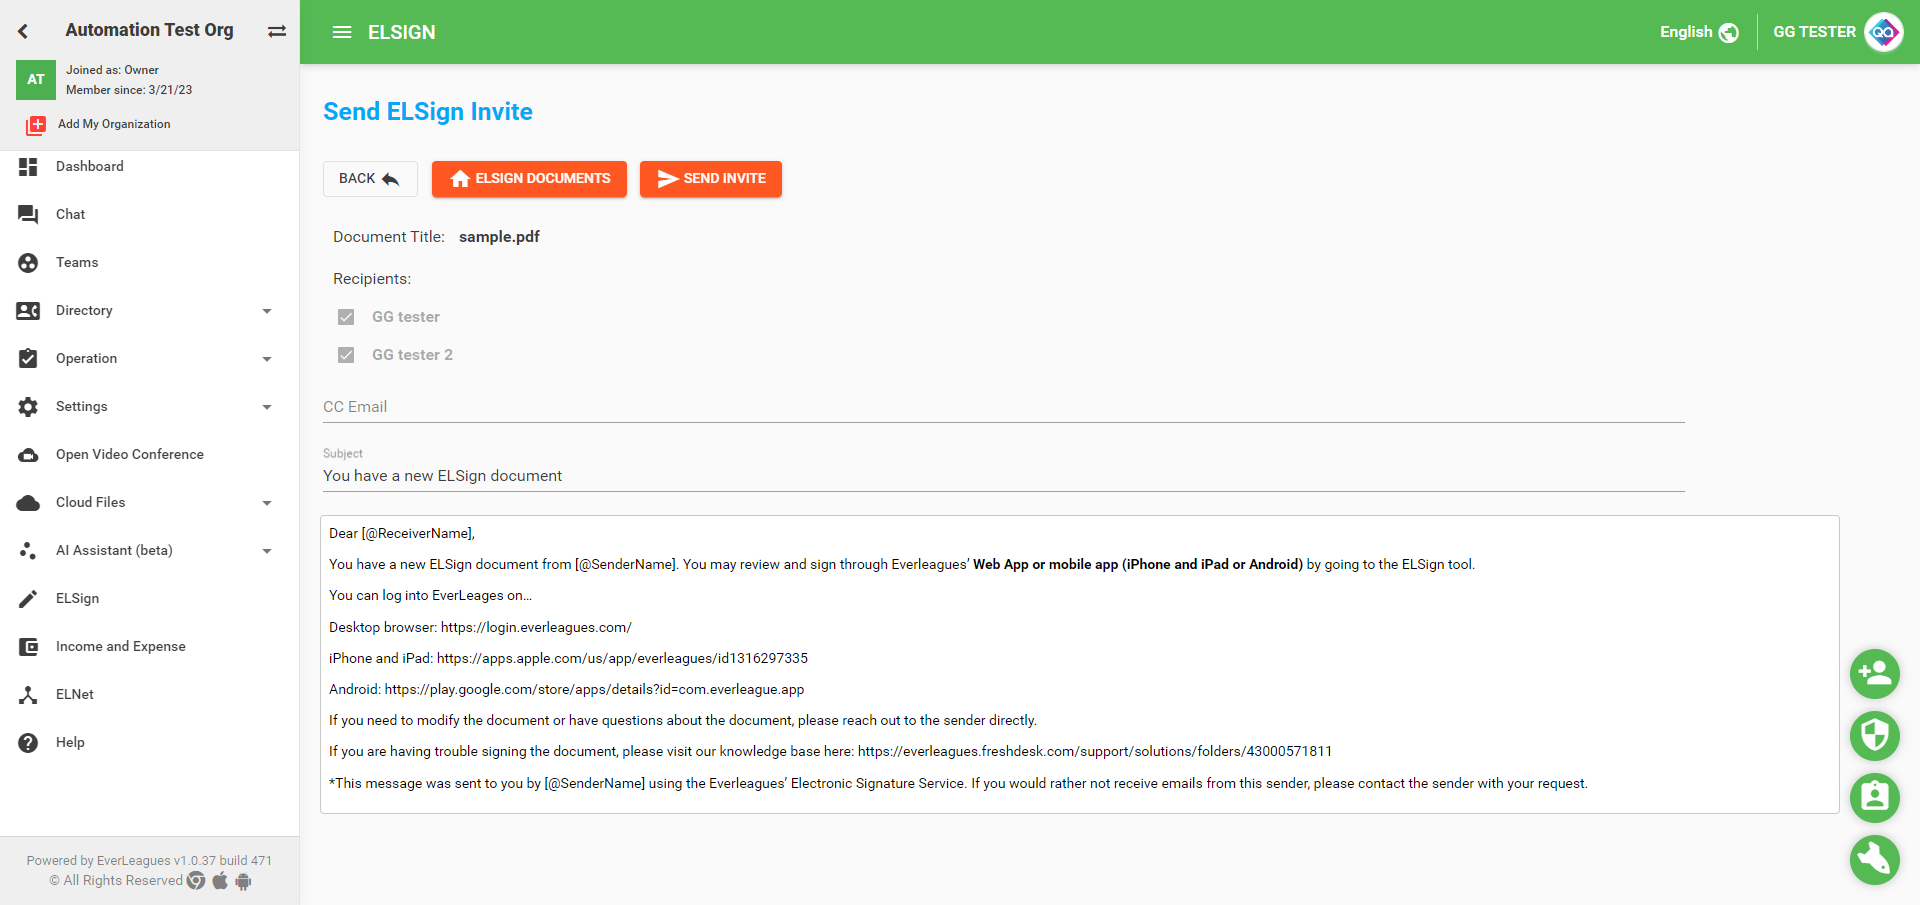 Automation Test Org
AT
Joined as: Owner
Member since: 3/21/23
Add My Organization
Dashboard
Chat
Teams
Directory
Operation
Settings
Open Video Conference
Cloud Files
AI Assistant (beta)
ELSign
Income and Expense
ELNet
Help
Powered by EverLeagues v1.0.37 build 471
© All Rights Reserved
ELSIGN
English
GG TESTER
QA
Send ELSign Invite
BACK
ELSIGN DOCUMENTS
SEND INVITE
Document Title: sample.pdf
Recipients:
GG tester
GG tester 2
CC Email
Subject
You have a new ELSign document
Dear [@ReceiverName],
You have a new ELSign document from [@SenderName]. You may review and sign through Everleagues’ Web App or mobile app (iPhone and iPad or Android) by going to the ELSign tool.
You can log into EverLeages on...
Desktop browser: https://login.everleagues.com/
iPhone and iPad: https://apps.apple.com/us/app/everleagues/id1316297335
Android: https://play.google.com/store/apps/details?id=com.everleague.app
If you need to modify the document or have questions about the document, please reach out to the sender directly.
If you are having trouble signing the document, please visit our knowledge base here: https://everleagues.freshdesk.com/support/solutions/folders/43000571811
*This message was sent to you by [@SenderName] using the Everleagues’ Electronic Signature Service. If you would rather not receive emails from this sender, please contact the sender with your request.